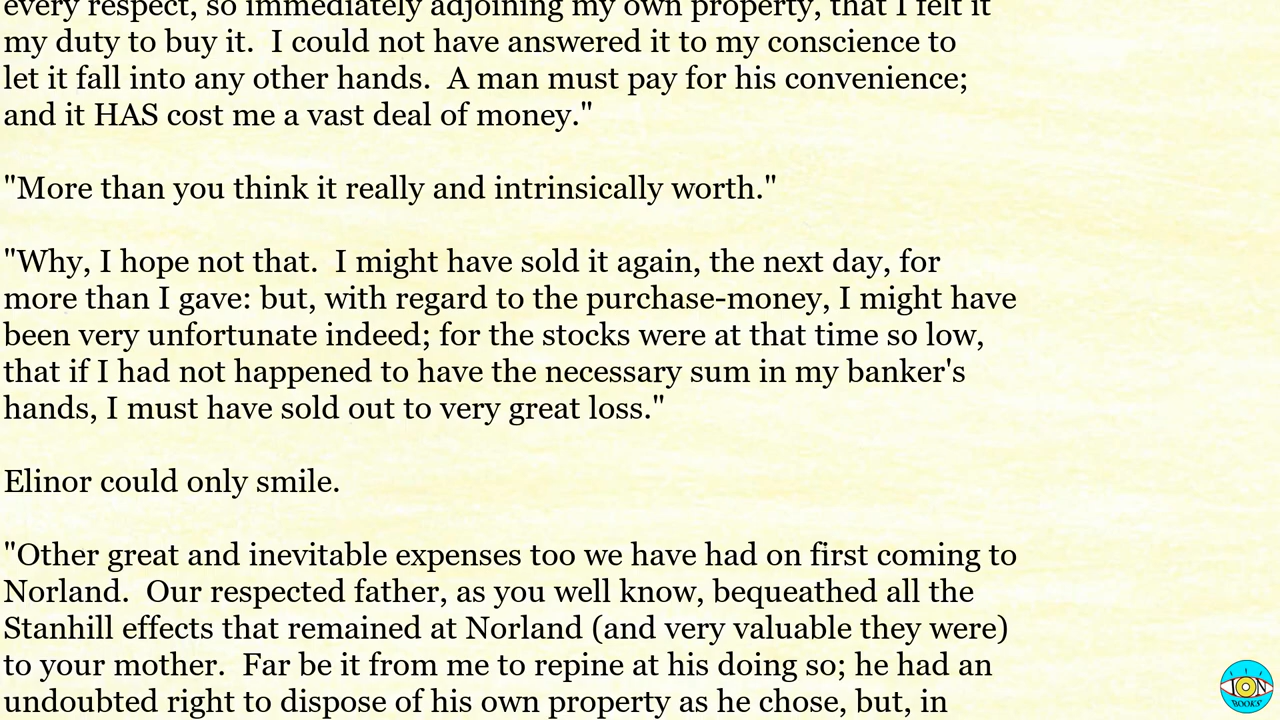 every respect, so immediately adjoining my own property, that I felt it
my duty to buy it.  I could not have answered it to my conscience to
let it fall into any other hands.  A man must pay for his convenience;
and it HAS cost me a vast deal of money."
"More than you think it really and intrinsically worth."
"Why, I hope not that.  I might have sold it again, the next day, for
more than I gave: but, with regard to the purchase-money, I might have
been very unfortunate indeed; for the stocks were at that time so low,
that if I had not happened to have the necessary sum in my banker's
hands, I must have sold out to very great loss."
Elinor could only smile.
"Other great and inevitable expenses too we have had on first coming to
Norland.  Our respected father, as you well know, bequeathed all the
Stanhill effects that remained at Norland (and very valuable they were)
to your mother.  Far be it from me to repine at his doing so; he had an
undoubted right to dispose of his own property as he chose, but, in
ION
BOOKS